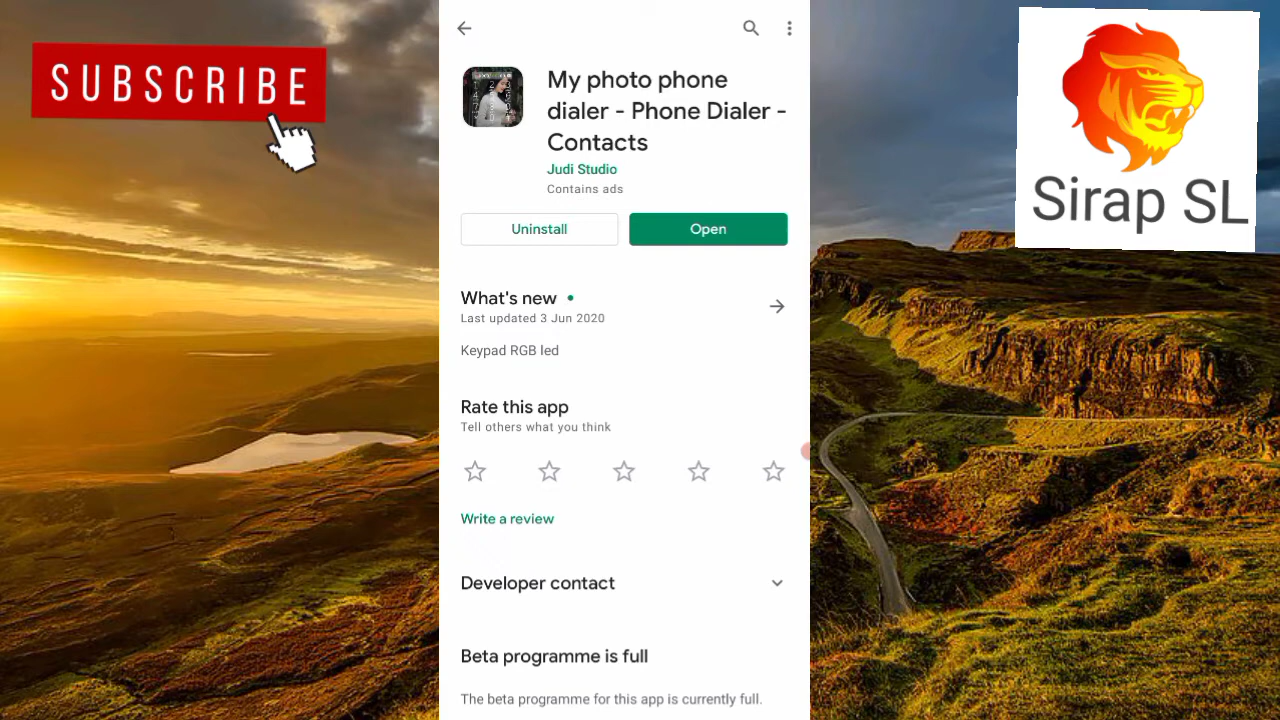 SUBSCRIBE
My photo phone
dialer - Phone Dialer -
Contacts
Judi Studio
Contains ads
Uninstall
Open
What's new
Last updated 3 Jun 2020
Keypad RGB led
Rate this app
Tell others what you think
Write a review
Developer contact
Beta programme is full
The beta programme for this app is currently full.
Sirap SL